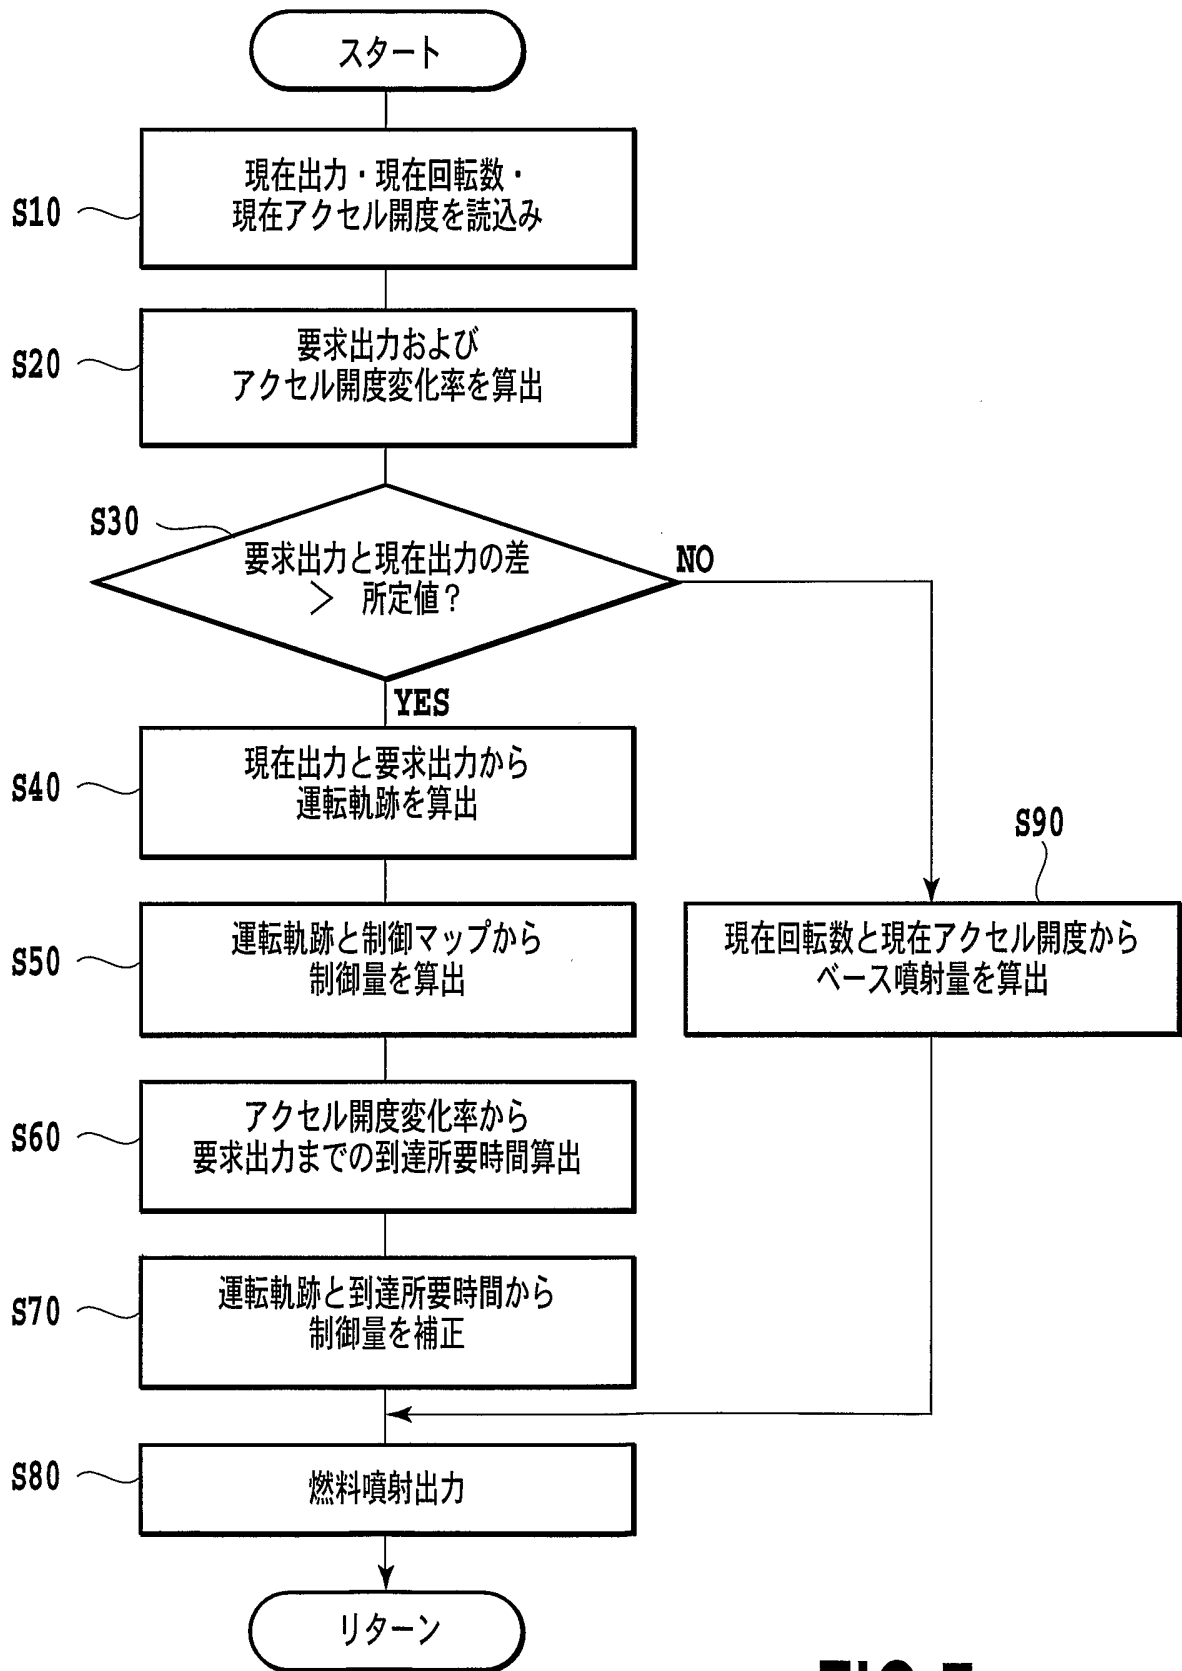 スタート
S10
現在出力・現在回転数・
現在アクセル開度を読込み
S20
要求出力および
アクセル開度変化率を算出
S30
要求出力と現在出力の差
> 所定値？
NO
YES
S40
現在出力と要求出力から
運転軌跡を算出
S90
現在回転数と現在アクセル開度から
ベース噴射量を算出
S50
運転軌跡と制御マップから
制御量を算出
S60
アクセル開度変化率から
要求出力までの到達所要時間算出
S70
運転軌跡と到達所要時間から
制御量を補正
S80
燃料噴射出力
リターン